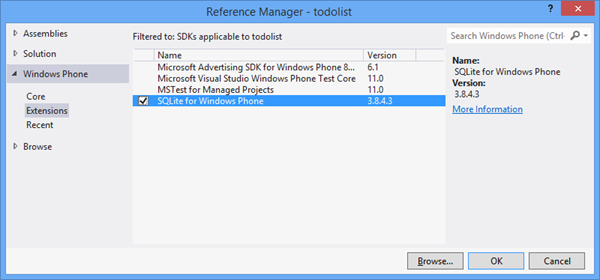 Reference Manager - todolist
? ×
Assemblies
Solution
Windows Phone
Core
Extensions
Recent
Browse
Filtered to: SDKs applicable to todolist
Name Version
Microsoft Advertising SDK for Windows Phone 8... 6.1
Microsoft Visual Studio Windows Phone Test Core 11.0
MSTest for Managed Projects 11.0
SQLite for Windows Phone 3.8.4.3
Search Windows Phone (Ctrl-
Name:
SQLite for Windows Phone
Version:
3.8.4.3
More Information
Browse... OK Cancel